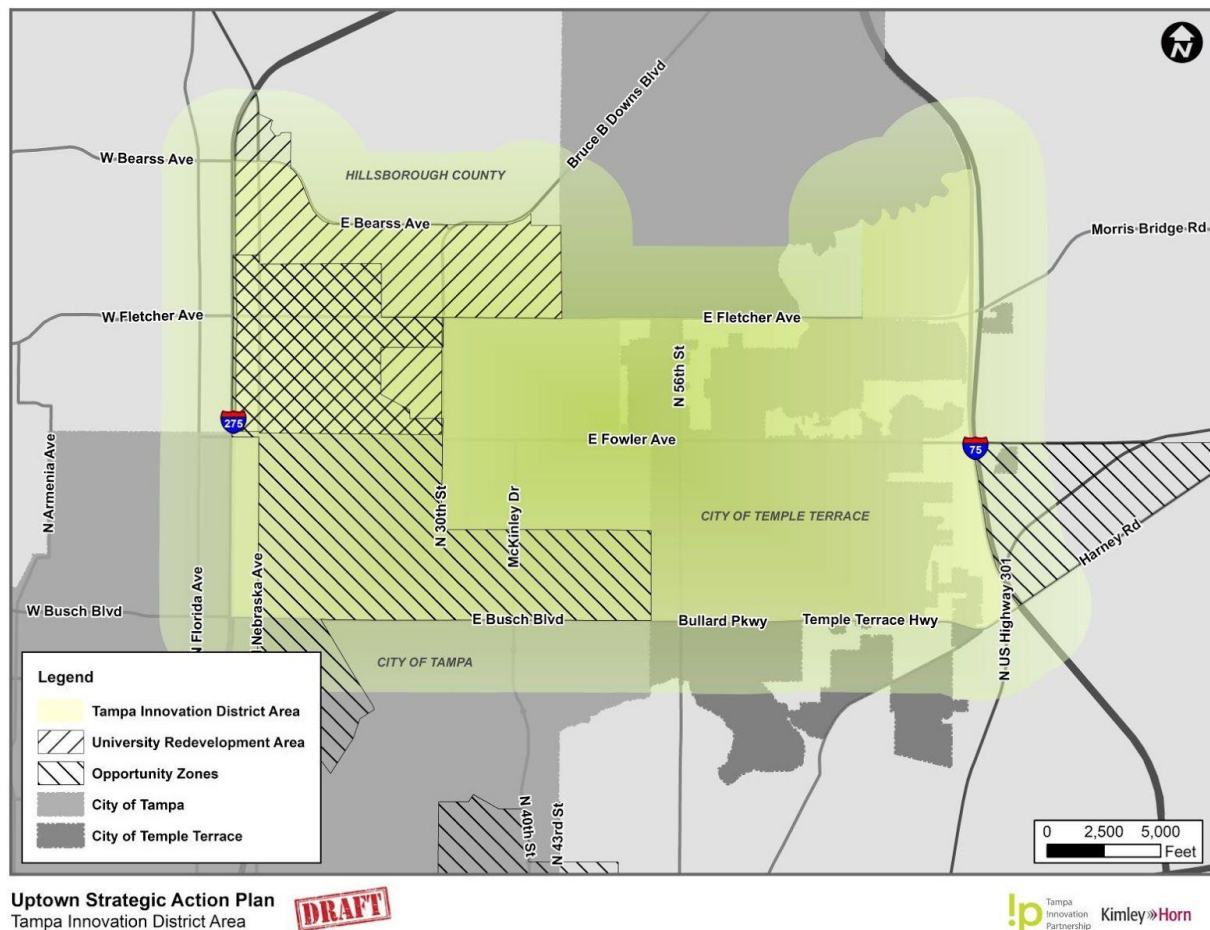 W Bearss Ave
HILLSBOROUGH COUNTY
Bruce B Downs Blvd
N
E Bearss Ave
Morris Bridge Rd
W Fletcher Ave
E Fletcher Ave
N 56th St
275
E Fowler Ave
75
N Armenia Ave
N 30th St
McKinley Dr
CITY OF TEMPLE TERRACE
Harney Rd
N Florida Ave
Nebraska Ave
N US Highway 301
W Busch Blvd
E Busch Blvd
Bullard Pkwy
Temple Terrace Hwy
CITY OF TAMPA
N 40th St
N 43rd St
Legend
Tampa Innovation District Area
University Redevelopment Area
Opportunity Zones
City of Tampa
City of Temple Terrace
0 2,500 5,000
Feet
Uptown Strategic Action Plan
Tampa Innovation District Area
DRAFT
!p
Tampa
Innovation
Partnership
Kimley»Horn